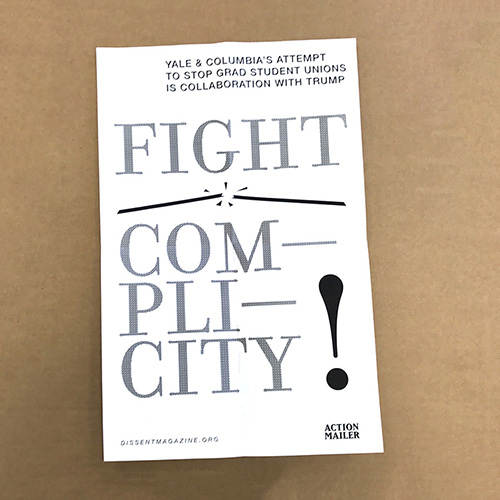 YALE & COLUMBIA'S ATTEMPT
TO STOP GRAD STUDENT UNIONS
IS COLLABORATION WITH TRUMP
FIGHT
COM—
PLI—
CITY!
DISSENTMAGAZINE.ORG
ACTION
MAILER